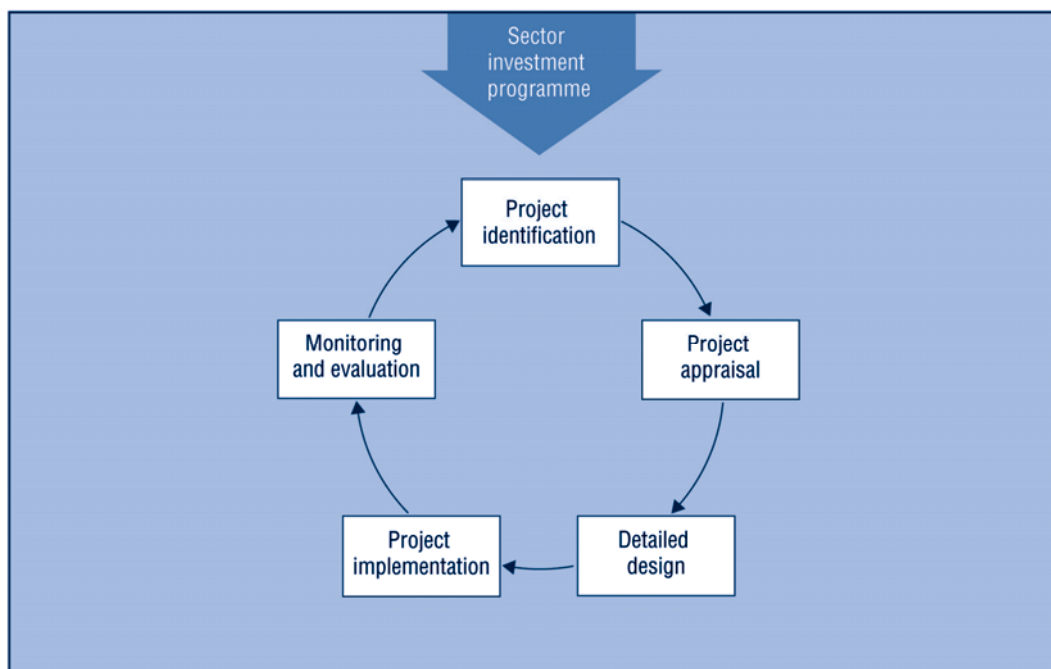 Sector
investment
programme
Project
identification
Project
appraisal
Detailed
design
Project
implementation
Monitoring
and evaluation